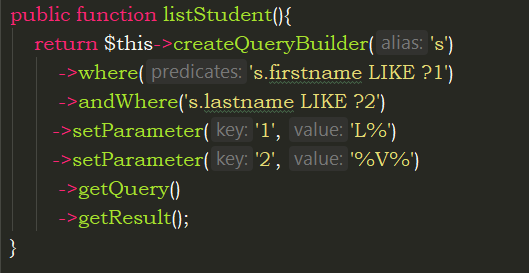 public function listStudent(){
return $this->createQueryBuilder( alias: 's')
->where( predicates: 's.firstname LIKE ?1')
->andWhere('s.lastname LIKE ?2')
->setParameter( key: '1', value: 'L%')
->setParameter( key: '2', value: '%V%')
->getQuery()
->getResult();
}